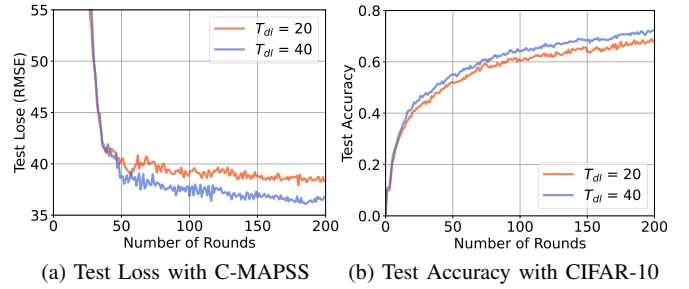 55
50
45
40
35
Test Lose (RMSE)
T_dl = 20
T_dl = 40
0
50
100
150
200
Number of Rounds
(a) Test Loss with C-MAPSS
0.8
0.6
0.4
0.2
0.0
Test Accuracy
T_dl = 20
T_dl = 40
0
50
100
150
200
Number of Rounds
(b) Test Accuracy with CIFAR-10